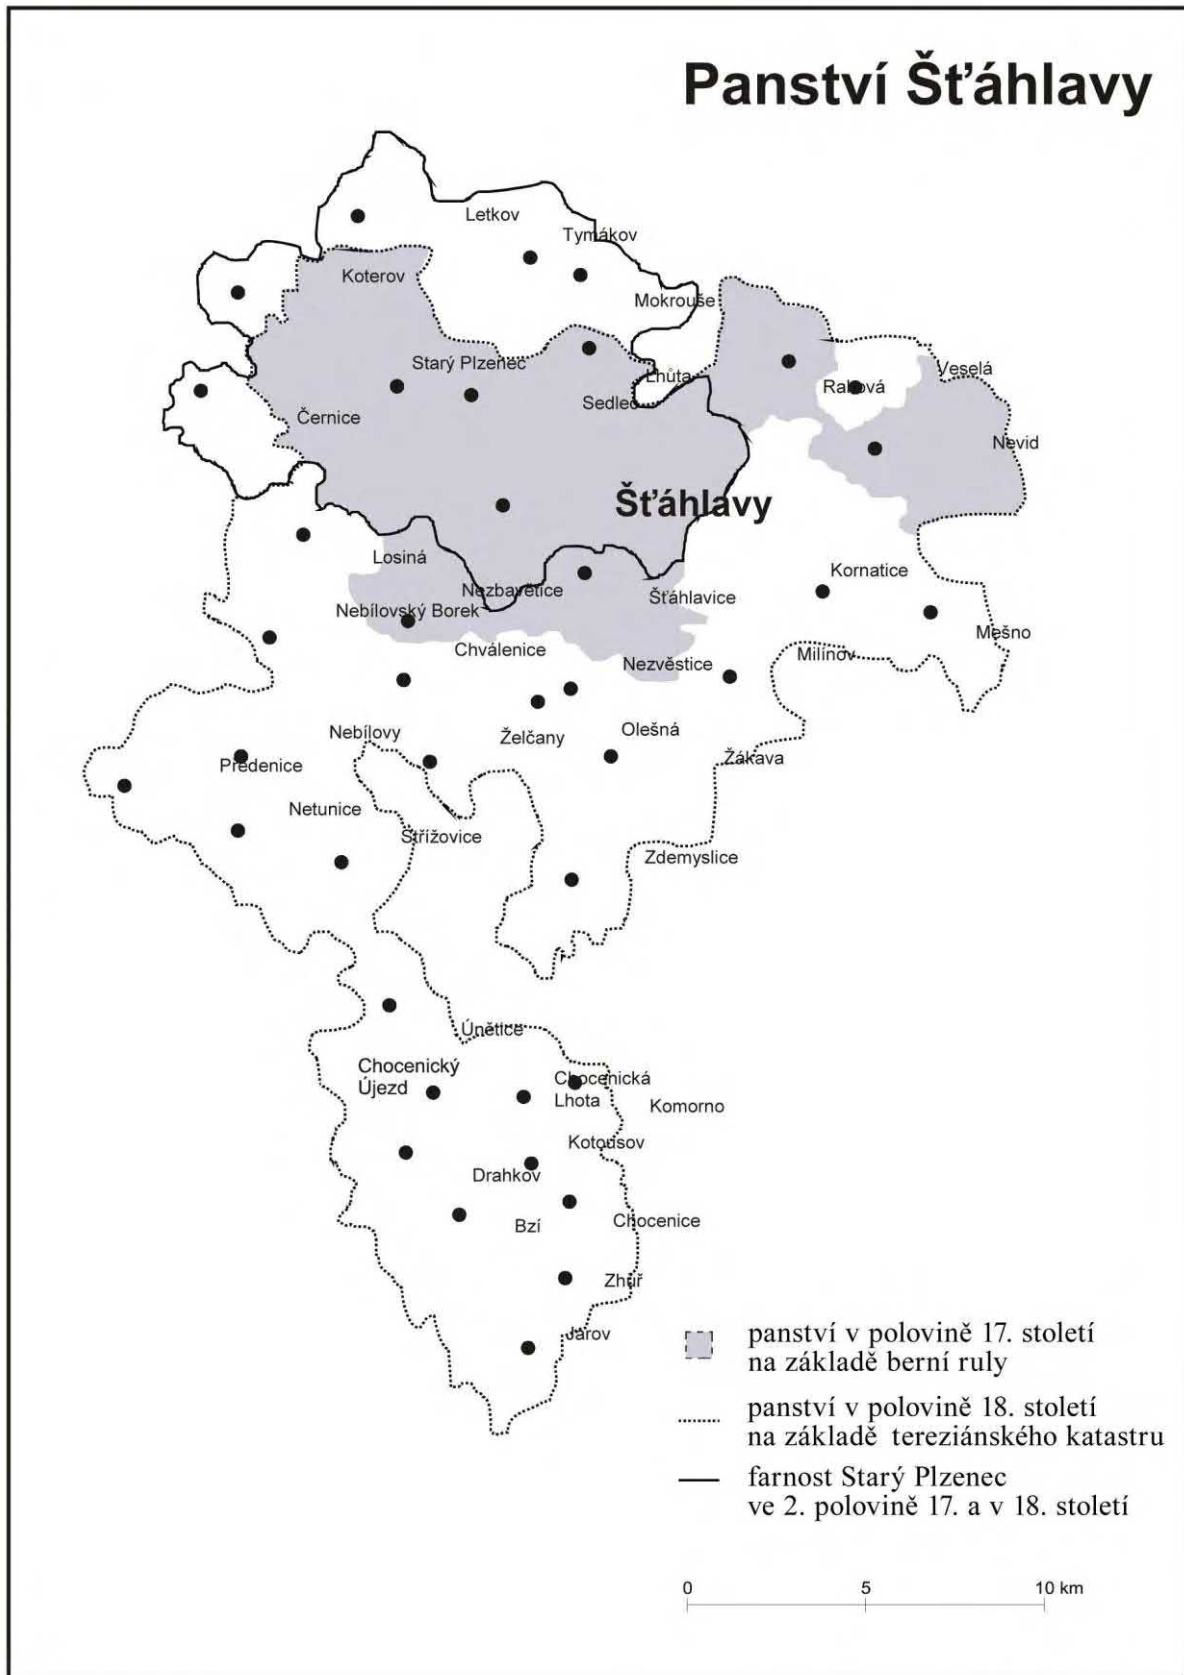 Panství Šťáhlavy
Letkov
Tymákov
Koterov
Mokrouše
Starý Plzenec
Lhůta
Veselá
Raková
Sedlec
Černice
Nevid
Šťáhlavy
Losiná
Kornatice
Nezbavětice
Šťáhlavice
Nebílovský Borek
Mešno
Chválenice
Milínov
Nezvěstice
Nebílovy
Želčany
Olešná
Žákava
Předenice
Netunice
Střížovice
Zdemyslice
Únětice
Chocenický
Újezd
Chocenická
Lhota
Komorno
Kotousov
Drahkov
Bzí
Chocenice
Zhůř
Jarov
panství v polovině 17. století
na základě berní ruly
panství v polovině 18. století
na základě tereziánského katastru
farnost Starý Plzenec
ve 2. polovině 17. a v 18. století
0 5 10 km